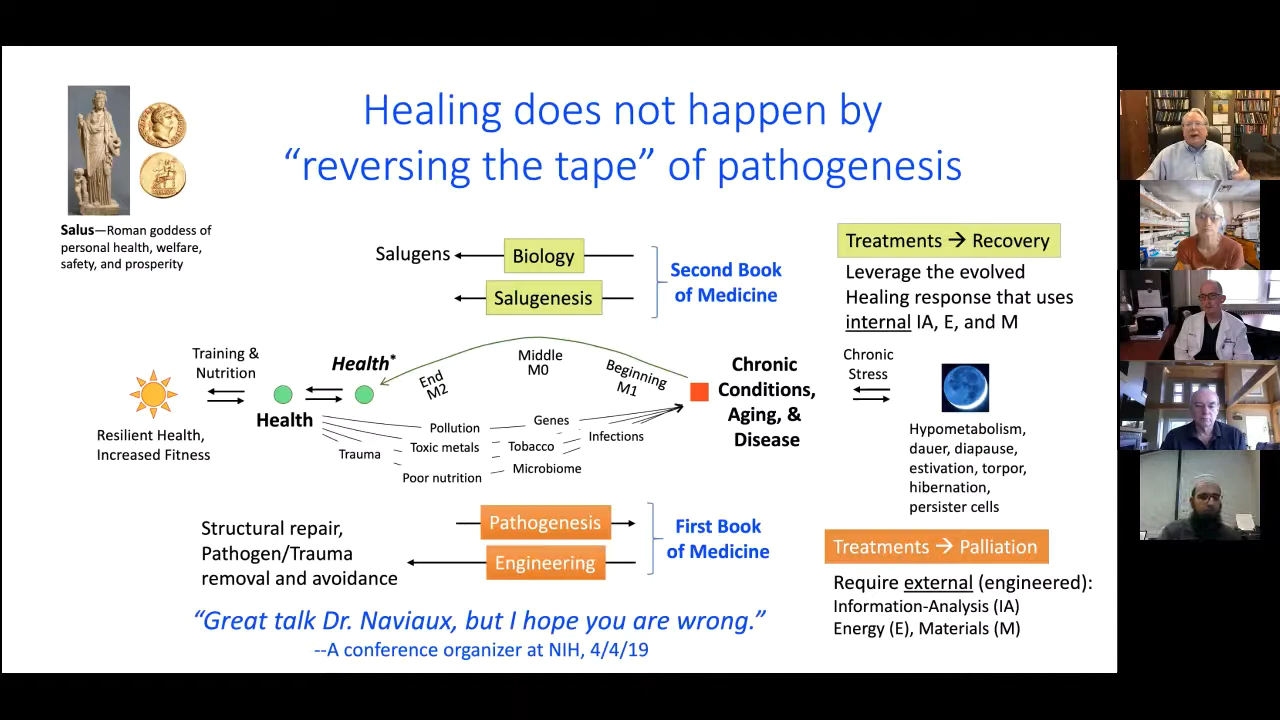 Healing does not happen by
“reversing the tape” of pathogenesis
Salus—Roman goddess of
personal health, welfare,
safety, and prosperity
Salugens
Biology
Salugenesis
Second Book
of Medicine
Treatments → Recovery
Leverage the evolved
Healing response that uses
internal IA, E, and M
Training &
Nutrition
Health*
End
M2
Middle
M0
Beginning
M1
Chronic
Conditions,
Aging, &
Disease
Chronic
Stress
Resilient Health,
Increased Fitness
Health
Pollution
Genes
Trauma
Toxic metals
Tobacco
Infections
Poor nutrition
Microbiome
Hypometabolism,
dauer, diapause,
estivation, torpor,
hibernation,
persister cells
Structural repair,
Pathogen/Trauma
removal and avoidance
Pathogenesis
Engineering
First Book
of Medicine
Treatments → Palliation
Require external (engineered):
Information-Analysis (IA)
Energy (E), Materials (M)
“Great talk Dr. Naviaux, but I hope you are wrong.”
--A conference organizer at NIH, 4/4/19